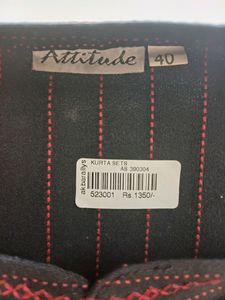 Attitude 40
akbarallys
KURTA SETS
AS 390304
523001 Rs 1350/-